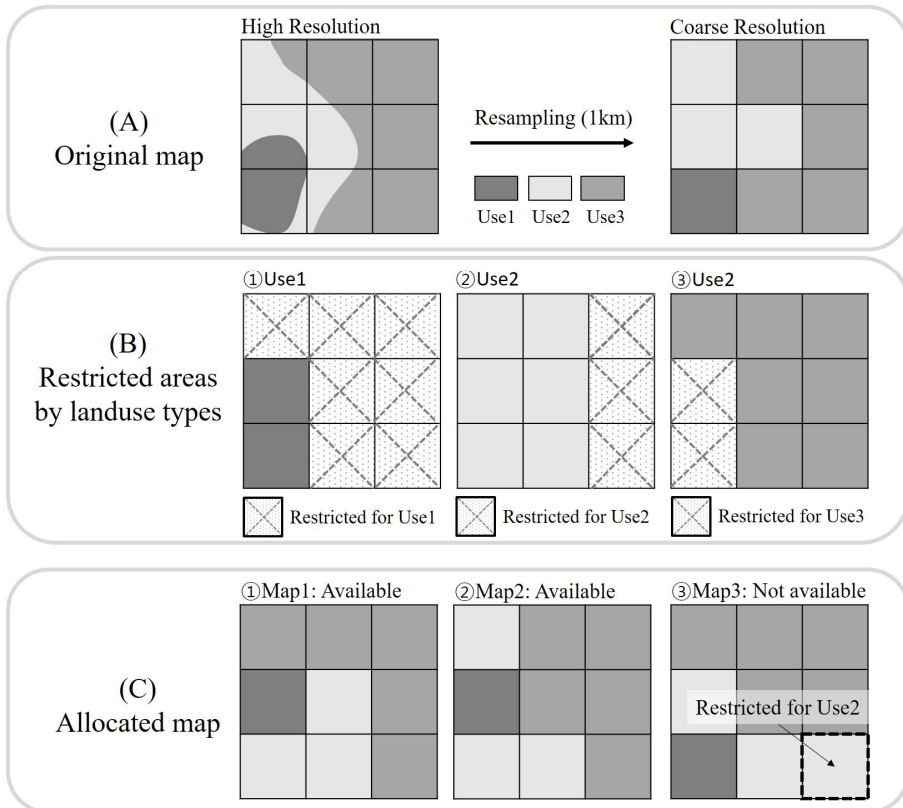 High Resolution
Coarse Resolution
(A)
Original map
Resampling (1km)
Use1
Use2
Use3
①Use1
②Use2
③Use2
(B)
Restricted areas
by landuse types
Restricted for Use1
Restricted for Use2
Restricted for Use3
①Map1: Available
②Map2: Available
③Map3: Not available
(C)
Allocated map
Restricted for Use2